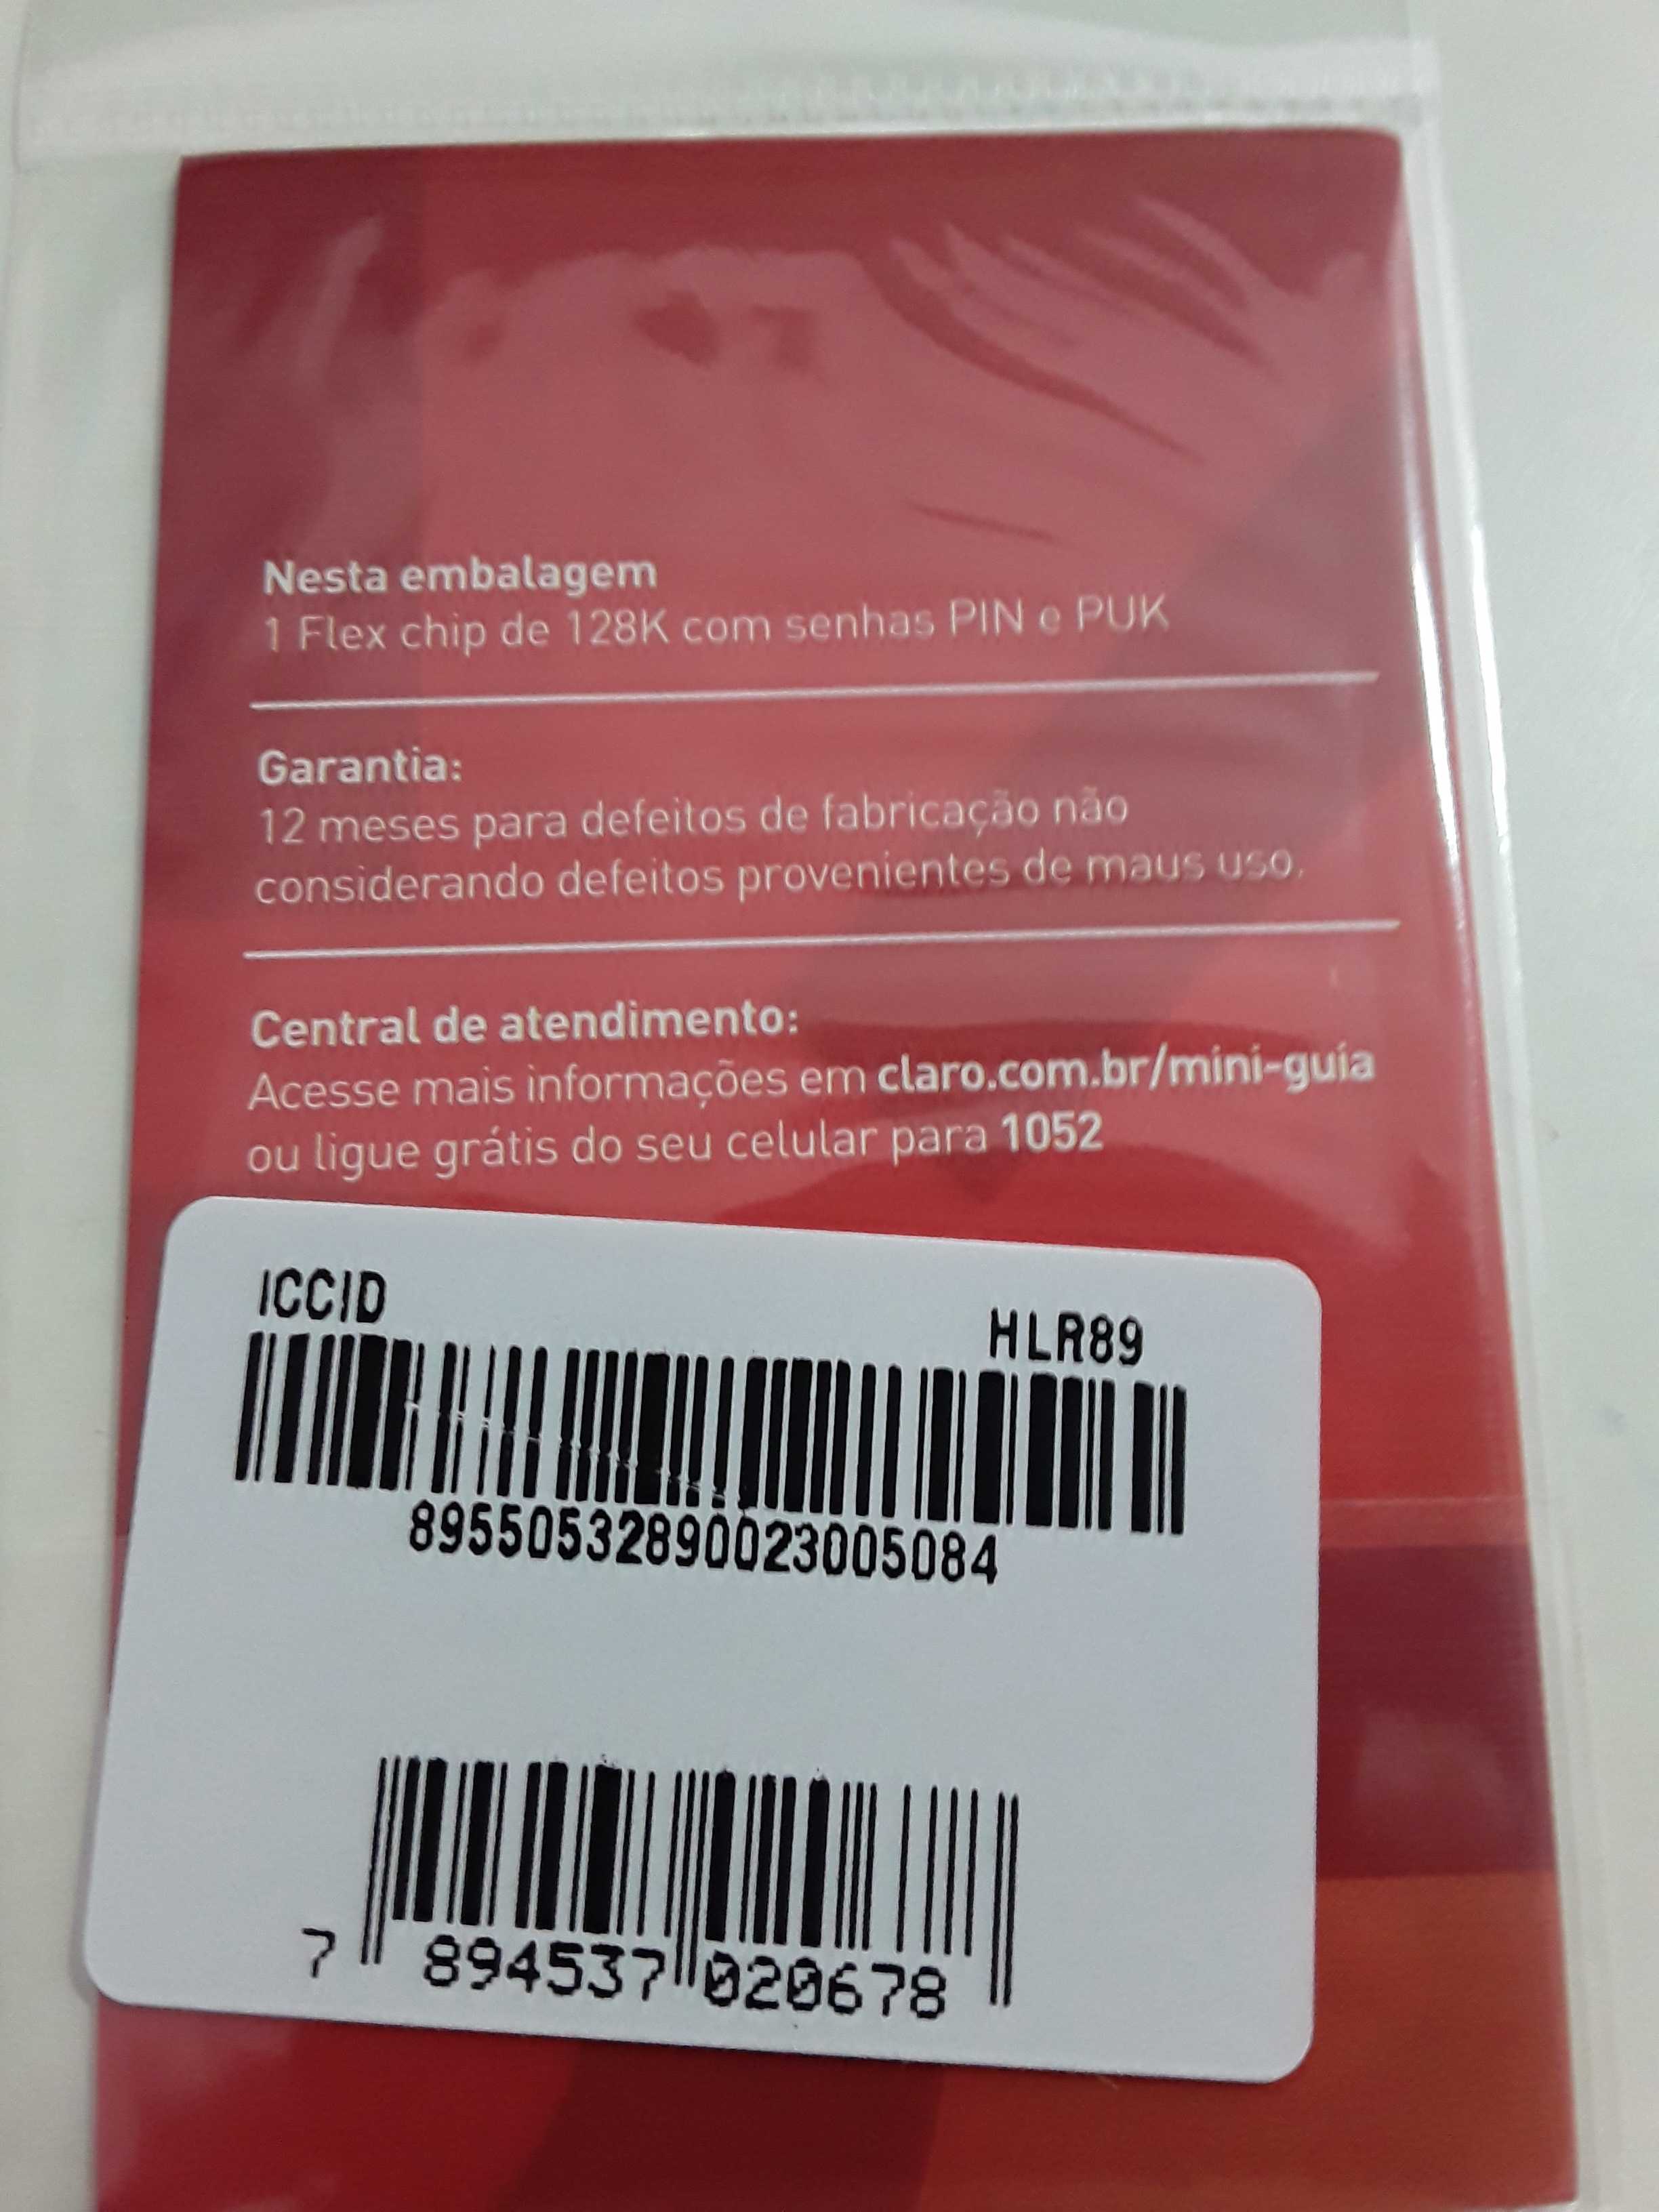 Nesta embalagem
1 Flex chip de 128K com senhas PIN e PUK
Garantia:
12 meses para defeitos de fabricação não
considerando defeitos provenientes de maus uso.
Central de atendimento:
Acesse mais informações em claro.com.br/mini-guia
ou ligue grátis do seu celular para 1052
ICCID
HLR89
89550532890023005084
7 894537 020678